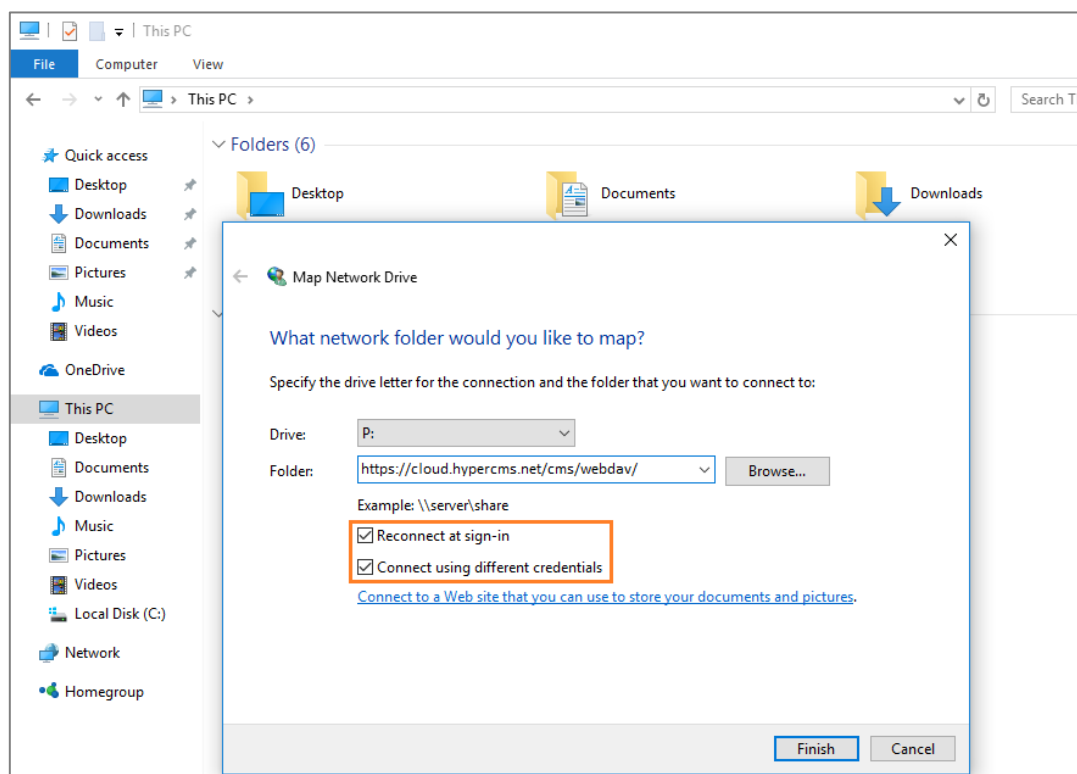 This PC
File Computer View
This PC
Search T
Quick access
Desktop
Downloads
Documents
Pictures
Music
Videos
OneDrive
This PC
Desktop
Documents
Downloads
Music
Pictures
Videos
Local Disk (C:)
Network
Homegroup
Folders (6)
Desktop Documents Downloads
Map Network Drive
What network folder would you like to map?
Specify the drive letter for the connection and the folder that you want to connect to:
Drive: P:
Folder: https://cloud.hypercms.net/cms/webdav/ Browse...
Example: \\server\share
Reconnect at sign-in
Connect using different credentials
Connect to a Web site that you can use to store your documents and pictures.
Finish Cancel